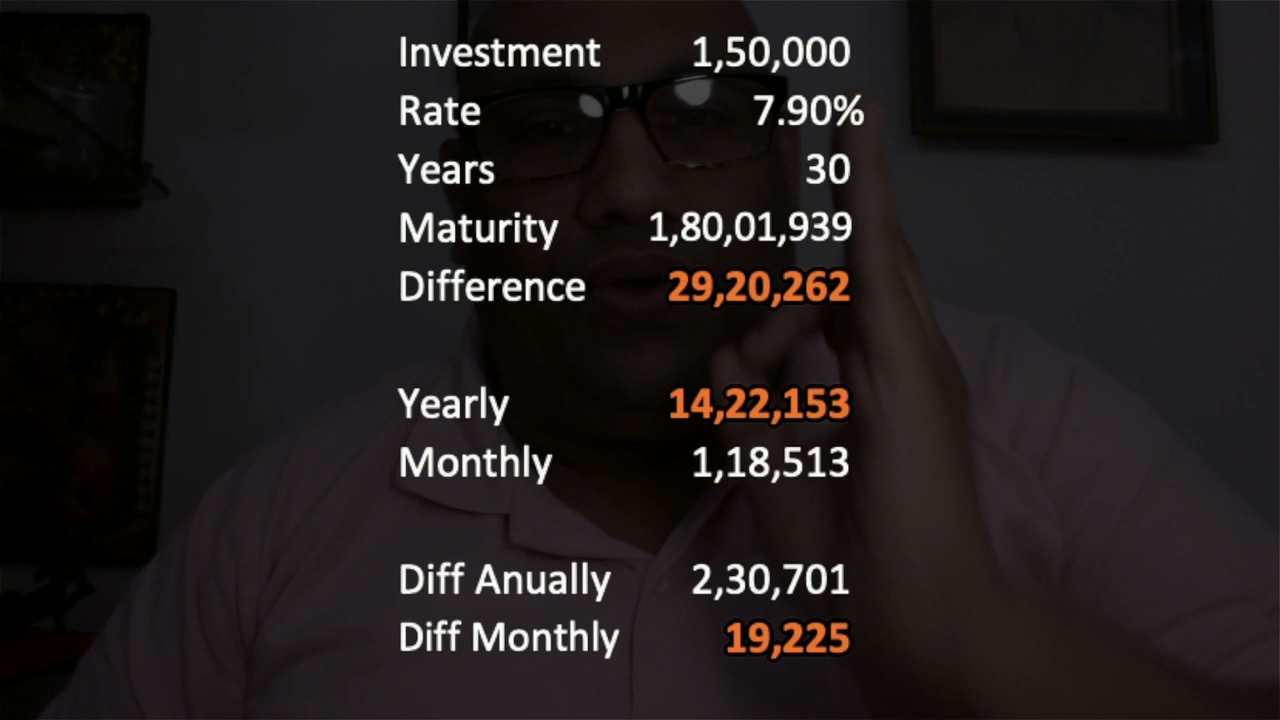 Investment 1,50,000
Rate 7.90%
Years 30
Maturity 1,80,01,939
Difference 29,20,262
Yearly 14,22,153
Monthly 1,18,513
Diff Anually 2,30,701
Diff Monthly 19,225